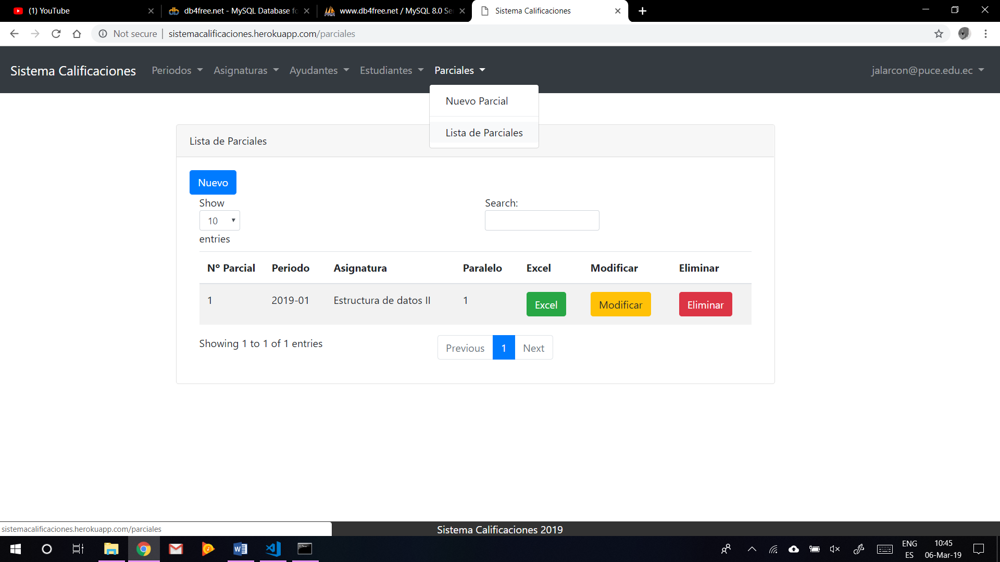 (1) YouTube
db4free.net - MySQL Database fo
www.db4free.net / MySQL 8.0 Se
Sistema Calificaciones
Not secure | sistemacalificaciones.herokuapp.com/parciales
Sistema Calificaciones
Periodos
Asignaturas
Ayudantes
Estudiantes
Parciales
jalarcon@puce.edu.ec
Nuevo Parcial
Lista de Parciales
Lista de Parciales
Nuevo
Show
10
entries
Search:
Nº Parcial Periodo Asignatura Paralelo Excel Modificar Eliminar
1 2019-01 Estructura de datos II 1 Excel Modificar Eliminar
Showing 1 to 1 of 1 entries
Previous 1 Next
sistemacalificaciones.herokuapp.com/parciales
Sistema Calificaciones 2019
ENG
ES
10:45
06-Mar-19